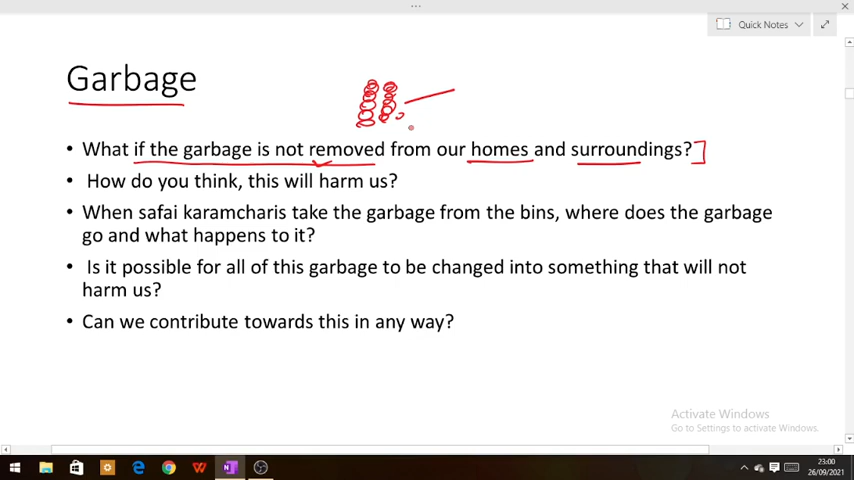 Quick Notes
Garbage
• What if the garbage is not removed from our homes and surroundings?
• How do you think, this will harm us?
• When safai karamcharis take the garbage from the bins, where does the garbage
go and what happens to it?
• Is it possible for all of this garbage to be changed into something that will not
harm us?
• Can we contribute towards this in any way?
Activate Windows
Go to Settings to activate Windows.
23:00
26/09/2021